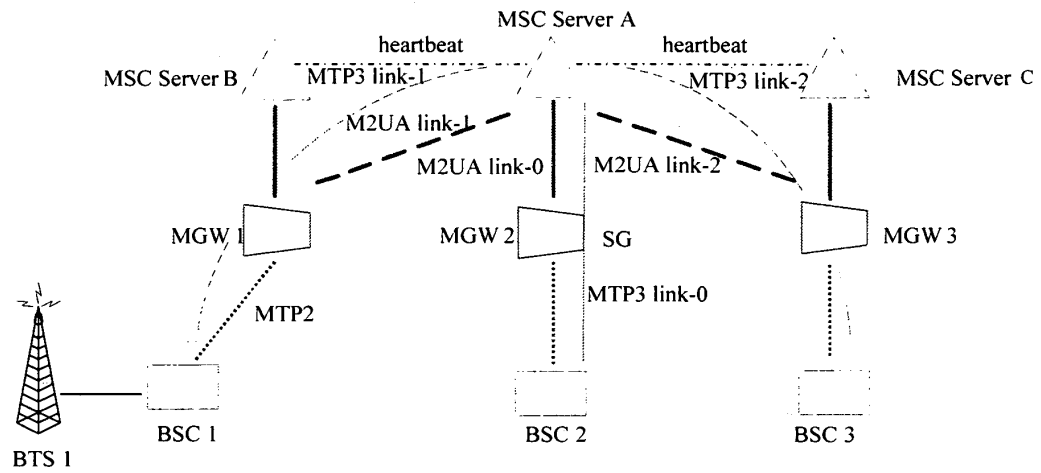 MSC Server A
heartbeat
heartbeat
MSC Server B
MTP3 link-1
MTP3 link-2
MSC Server C
M2UA link-1
M2UA link-0
M2UA link-2
MGW 1
MGW 2
SG
MGW 3
MTP2
MTP3 link-0
BSC 1
BSC 2
BSC 3
BTS 1